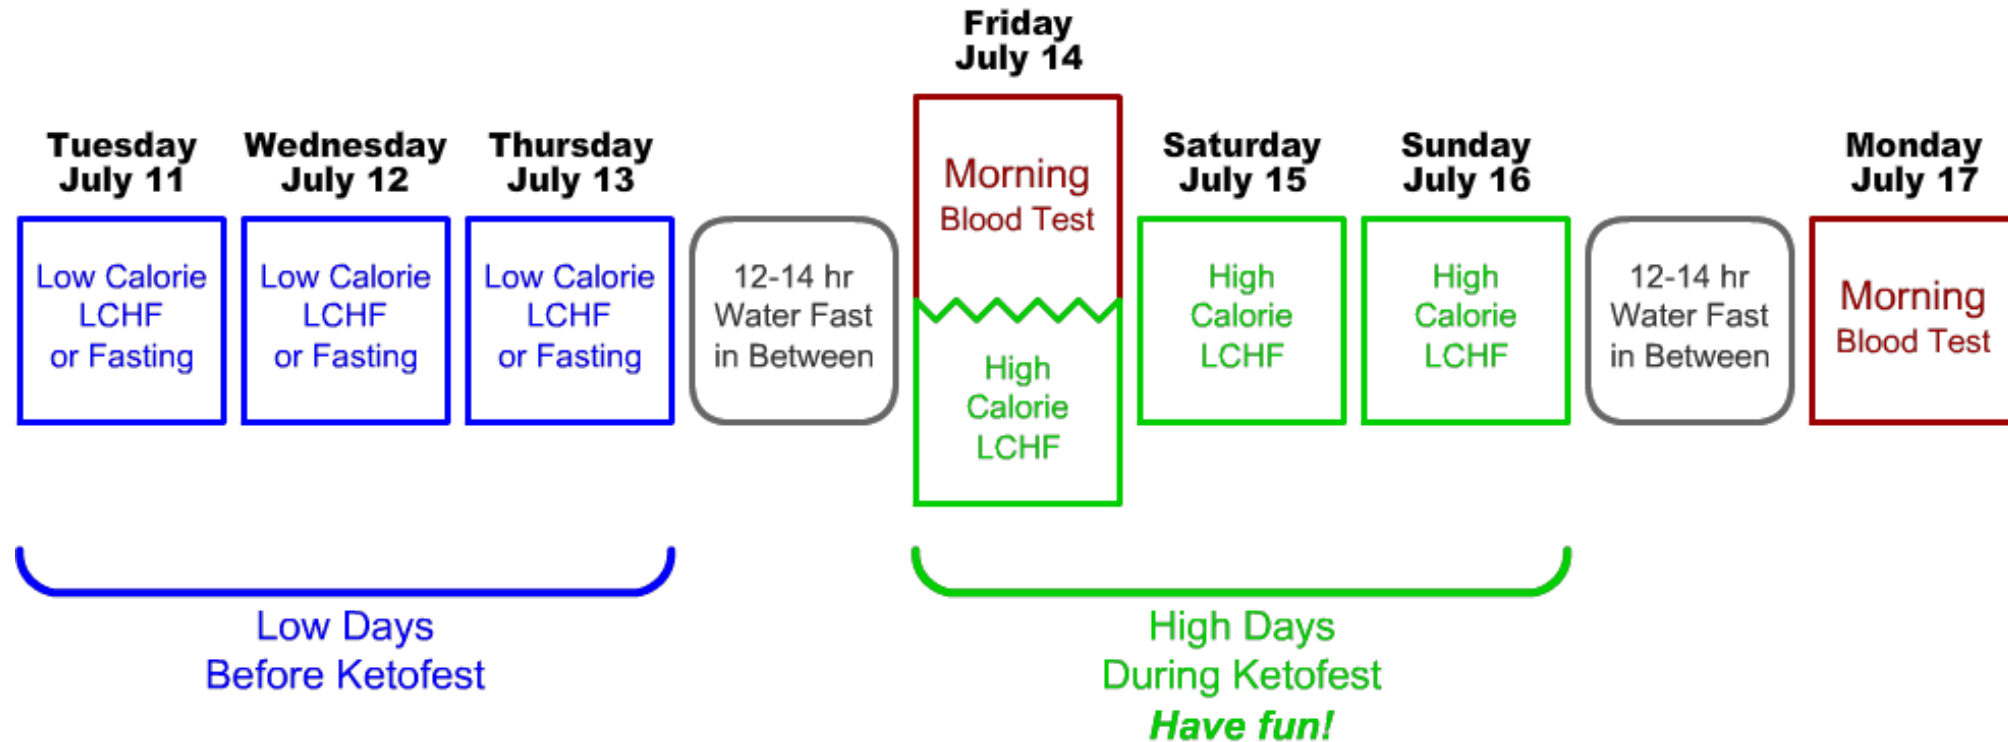 Tuesday
July 11
Low Calorie
LCHF
or Fasting
Wednesday
July 12
Low Calorie
LCHF
or Fasting
Thursday
July 13
Low Calorie
LCHF
or Fasting
12-14 hr
Water Fast
in Between
Friday
July 14
Morning
Blood Test
High
Calorie
LCHF
Saturday
July 15
High
Calorie
LCHF
Sunday
July 16
High
Calorie
LCHF
12-14 hr
Water Fast
in Between
Monday
July 17
Morning
Blood Test
Low Days
Before Ketofest
High Days
During Ketofest
Have fun!